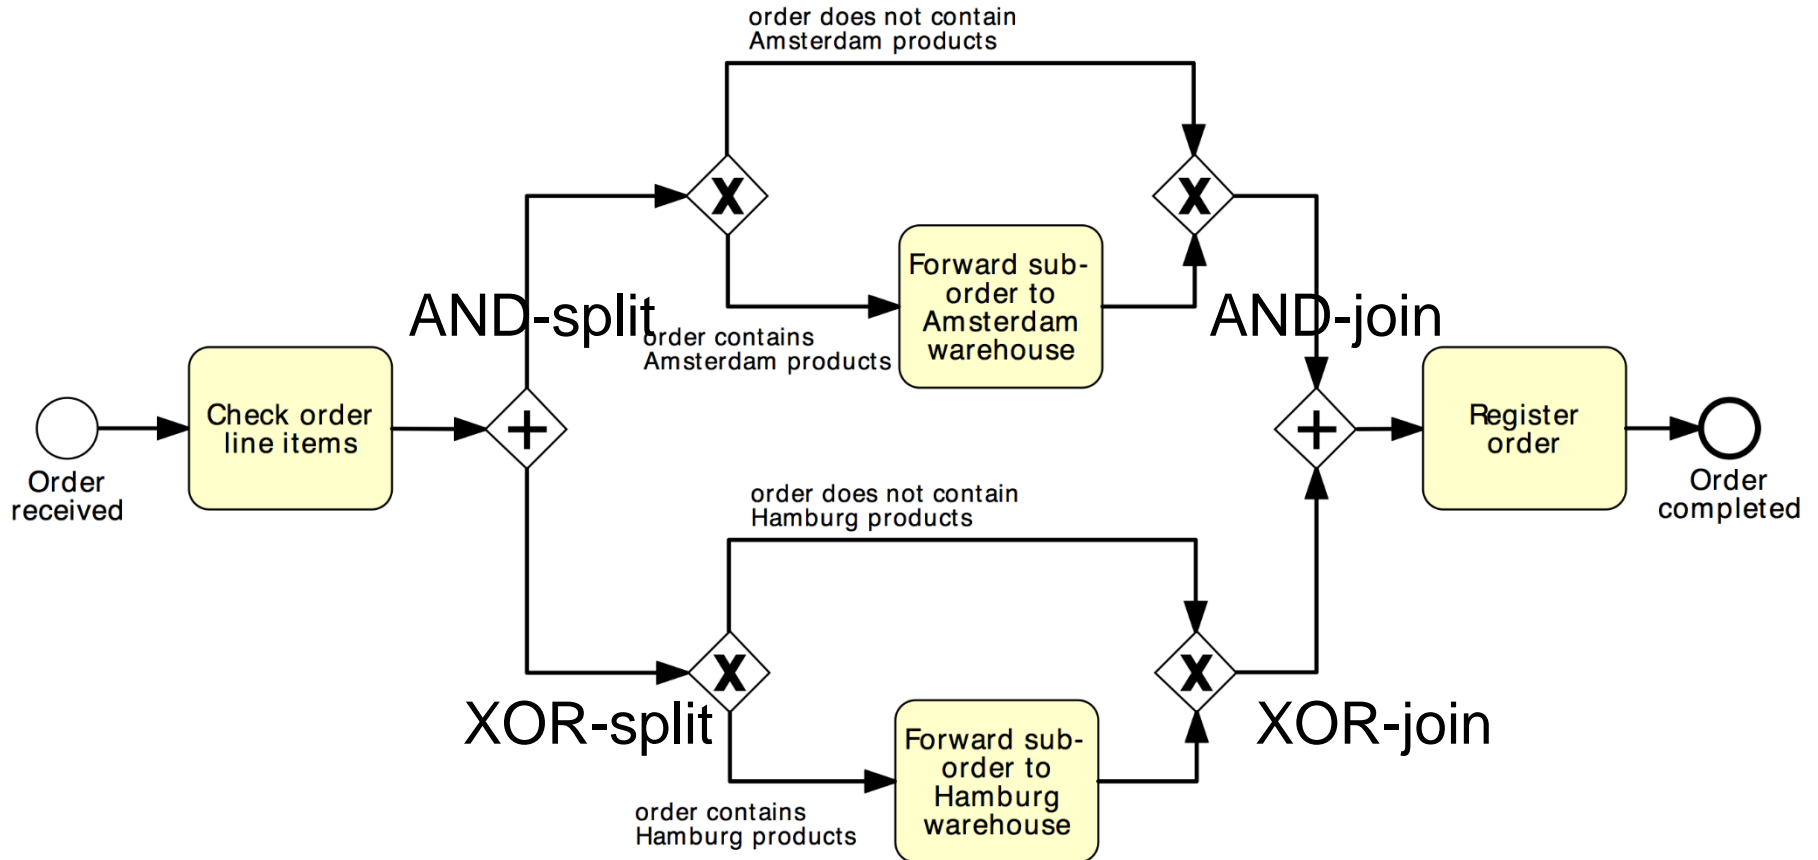 order does not contain
Amsterdam products
Forward sub-
order to
Amsterdam
warehouse
AND-split
AND-join
order contains
Amsterdam products
Check order
line items
Register
order
Order
received
Order
completed
order does not contain
Hamburg products
XOR-split
XOR-join
Forward sub-
order to
Hamburg
warehouse
order contains
Hamburg products